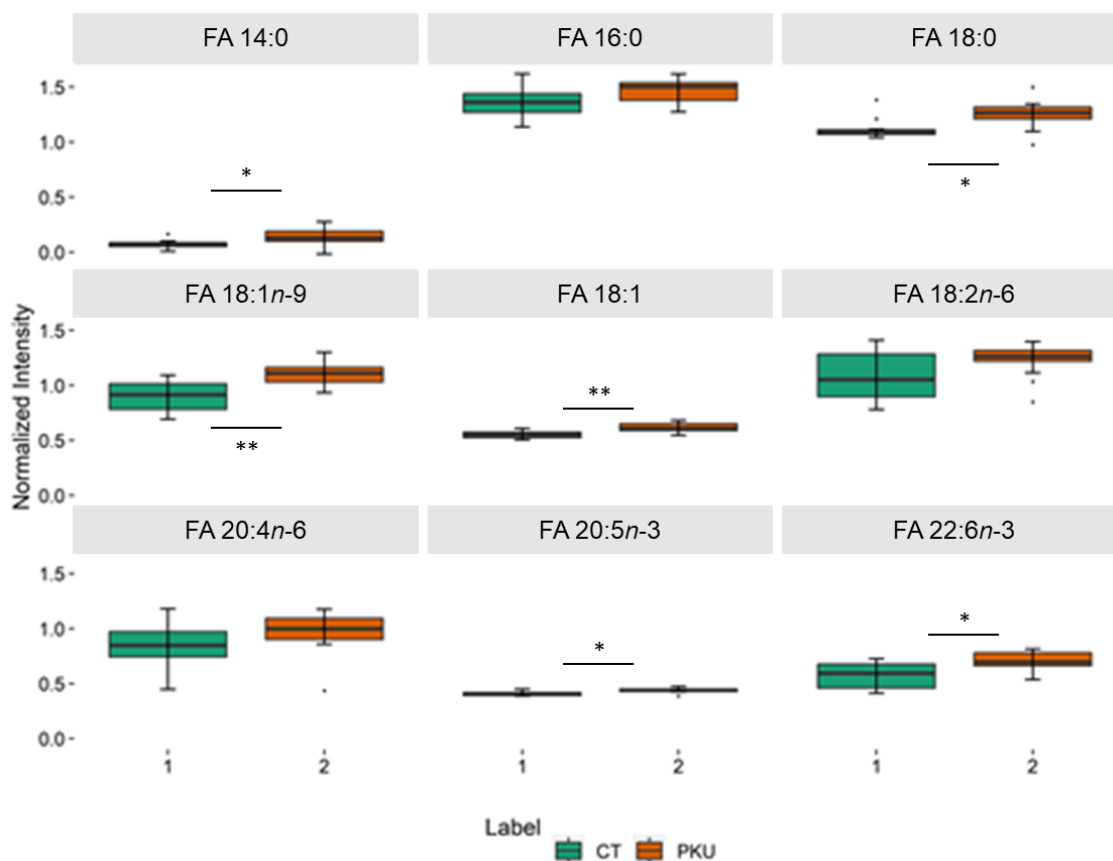 FA 14:0 FA 16:0 FA 18:0
1.5
1.0
0.5
0.0
*
*
FA 18:1n-9 FA 18:1 FA 18:2n-6
1.5
1.0
0.5
0.0
**
**
FA 20:4n-6 FA 20:5n-3 FA 22:6n-3
1.5
1.0
0.5
0.0
*
*
Normalized Intensity
1 2 1 2 1 2
Label
CT PKU